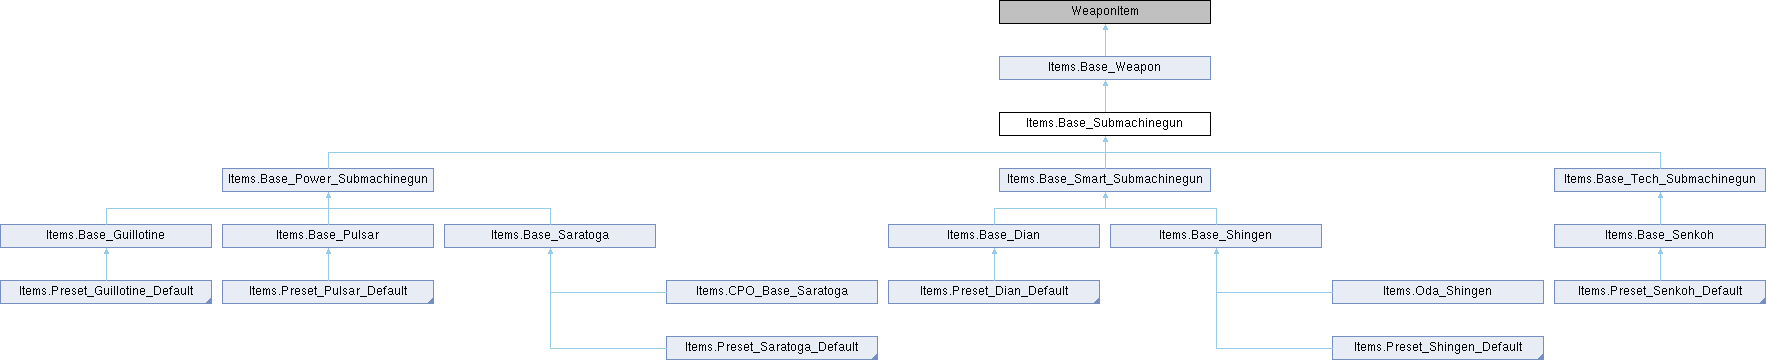 WeaponItem
Items.Base_Weapon
Items.Base_Submachinegun
Items.Base_Power_Submachinegun
Items.Base_Smart_Submachinegun
Items.Base_Tech_Submachinegun
Items.Base_Guillotine
Items.Base_Pulsar
Items.Base_Saratoga
Items.Base_Dian
Items.Base_Shingen
Items.Base_Senkoh
Items.Preset_Guillotine_Default
Items.Preset_Pulsar_Default
Items.CPO_Base_Saratoga
Items.Preset_Dian_Default
Items.Oda_Shingen
Items.Preset_Senkoh_Default
Items.Preset_Saratoga_Default
Items.Preset_Shingen_Default